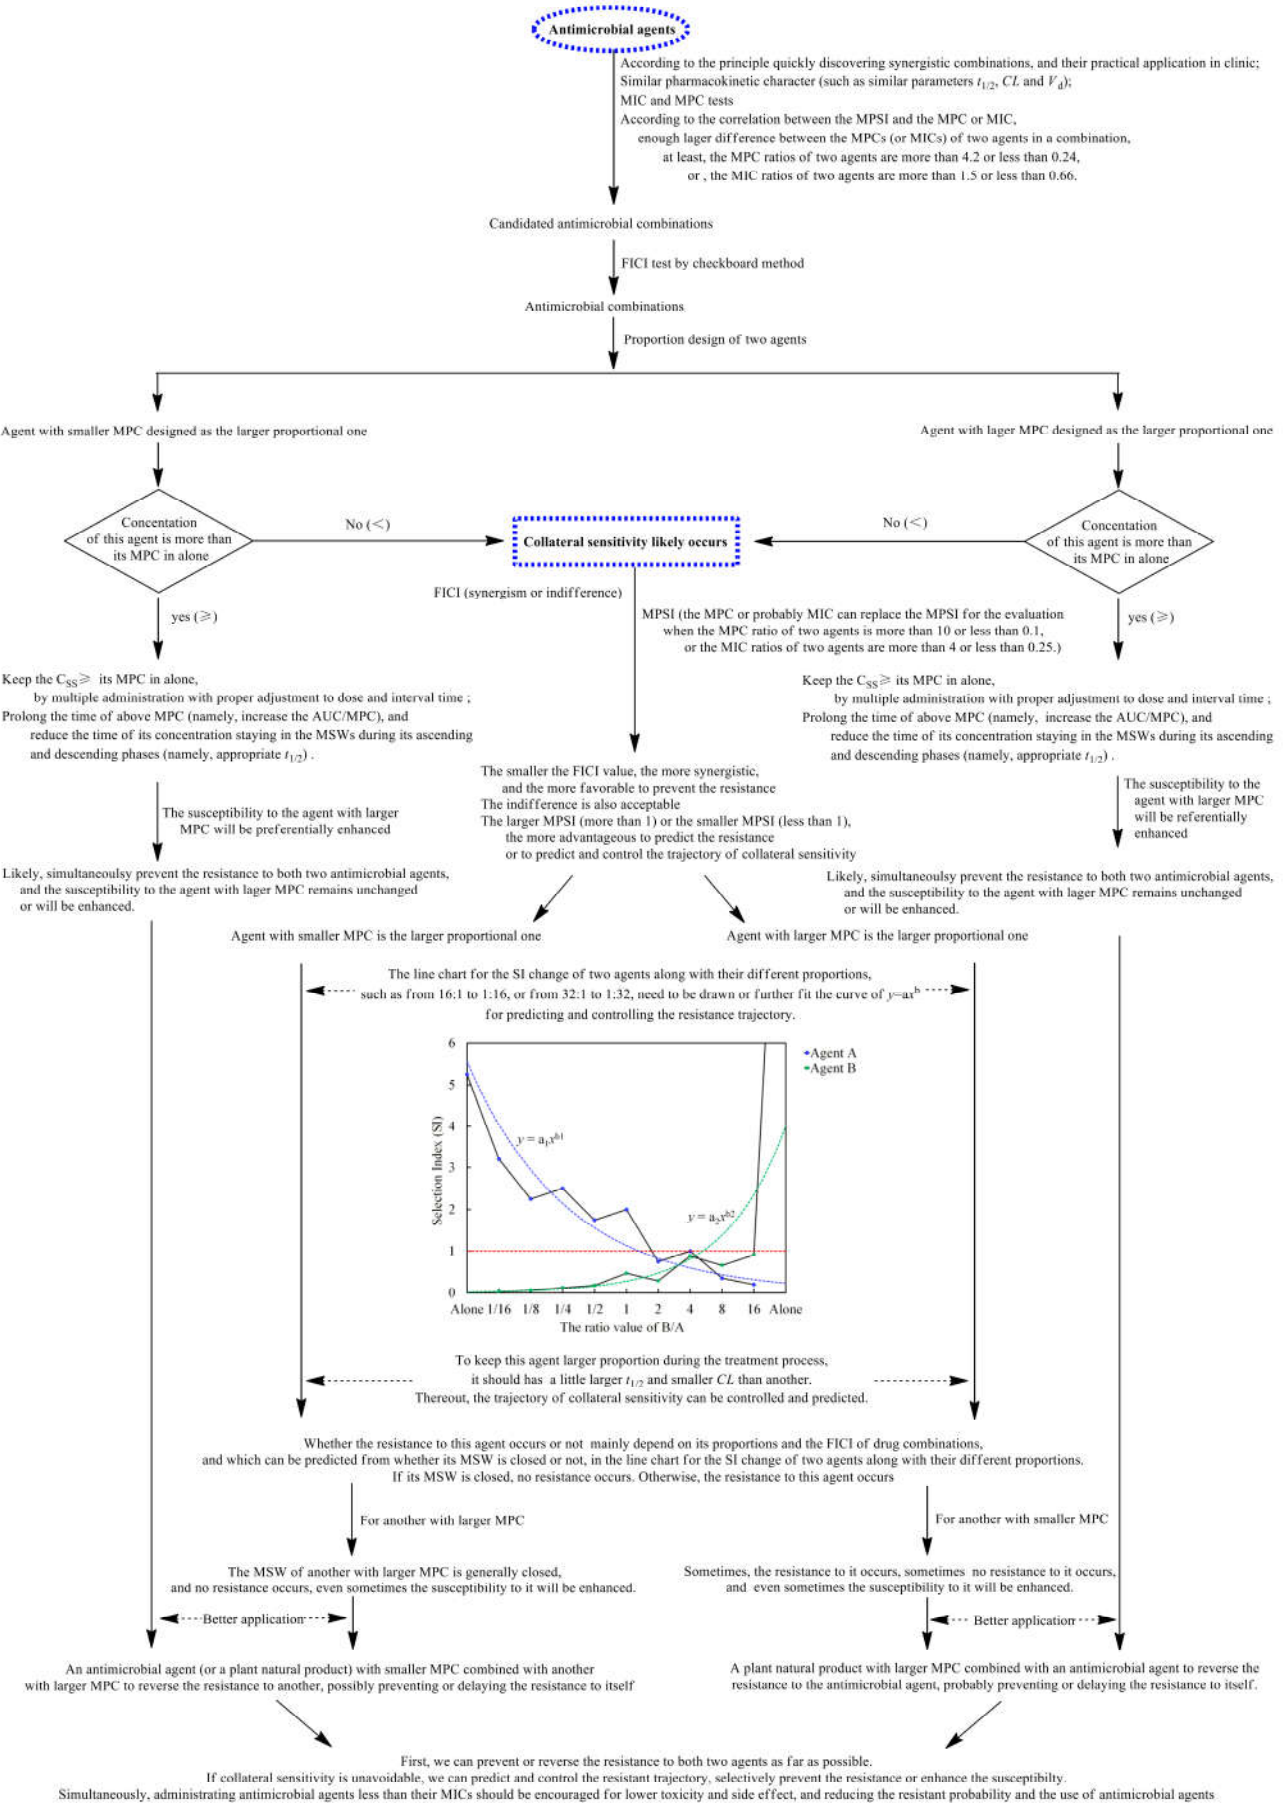 Antimicrobial agents
According to the principle quickly discovering synergistic combinations, and their practical application in clinic;
Similar pharmacokinetic character (such as similar parameters t1/2, CL and Vd);
MIC and MPC tests
According to the correlation between the MPSI and the MPC or MIC,
enough lager difference between the MPCs (or MICs) of two agents in a combination,
at least, the MPC ratios of two agents are more than 4.2 or less than 0.24,
or , the MIC ratios of two agents are more than 1.5 or less than 0.66.
Candidated antimicrobial combinations
FICI test by checkboard method
Antimicrobial combinations
Proportion design of two agents
Agent with smaller MPC designed as the larger proportional one
Agent with lager MPC designed as the larger proportional one
Concentation
of this agent is more than
its MPC in alone
No (<)
Collateral sensitivity likely occurs
No (<)
Concentation
of this agent is more than
its MPC in alone
yes (≥)
FICI (synergism or indifference)
MPSI (the MPC or probably MIC can replace the MPSI for the evaluation
when the MPC ratio of two agents is more than 10 or less than 0.1,
or the MIC ratios of two agents are more than 4 or less than 0.25.)
yes (≥)
Keep the CSS≥ its MPC in alone,
by multiple administration with proper adjustment to dose and interval time ;
Prolong the time of above MPC (namely, increase the AUC/MPC), and
reduce the time of its concentration staying in the MSWs during its ascending
and descending phases (namely, appropriate t1/2) .
Keep the CSS≥ its MPC in alone,
by multiple administration with proper adjustment to dose and interval time ;
Prolong the time of above MPC (namely, increase the AUC/MPC), and
reduce the time of its concentration staying in the MSWs during its ascending
and descending phases (namely, appropriate t1/2) .
The smaller the FICI value, the more synergistic,
and the more favorable to prevent the resistance
The indifference is also acceptable
The larger MPSI (more than 1) or the smaller MPSI (less than 1),
the more advantageous to predict the resistance
or to predict and control the trajectory of collateral sensitivity
The susceptibility to the agent with larger
MPC will be preferentially enhanced
The susceptibility to the
agent with larger MPC
will be referentially
enhanced
Likely, simultaneoulsy prevent the resistance to both two antimicrobial agents,
and the susceptibility to the agent with lager MPC remains unchanged
or will be enhanced.
Likely, simultaneoulsy prevent the resistance to both two antimicrobial agents,
and the susceptibility to the agent with lager MPC remains unchanged
or will be enhanced.
Agent with smaller MPC is the larger proportional one
Agent with larger MPC is the larger proportional one
The line chart for the SI change of two agents along with their different proportions,
such as from 16:1 to 1:16, or from 32:1 to 1:32, need to be drawn or further fit the curve of y=ax^b
for predicting and controlling the resistance trajectory.
6
5
4
3
2
1
0
Selection Index (SI)
y = a1x^b1
y = a2x^b2
Agent A
Agent B
Alone 1/16 1/8 1/4 1/2 1 2 4 8 16 Alone
The ratio value of B/A
To keep this agent larger proportion during the treatment process,
it should has a little larger t1/2 and smaller CL than another.
Thereout, the trajectory of collateral sensitivity can be controlled and predicted.
Whether the resistance to this agent occurs or not mainly depend on its proportions and the FICI of drug combinations,
and which can be predicted from whether its MSW is closed or not, in the line chart for the SI change of two agents along with their different proportions.
If its MSW is closed, no resistance occurs. Otherwise, the resistance to this agent occurs
For another with larger MPC
For another with smaller MPC
The MSW of another with larger MPC is generally closed,
and no resistance occurs, even sometimes the susceptibility to it will be enhanced.
Sometimes, the resistance to it occurs, sometimes no resistance to it occurs,
and even sometimes the susceptibility to it will be enhanced.
Better application
Better application
An antimicrobial agent (or a plant natural product) with smaller MPC combined with another
with larger MPC to reverse the resistance to another, possibly preventing or delaying the resistance to itself
A plant natural product with larger MPC combined with an antimicrobial agent to reverse the
resistance to the antimicrobial agent, probably preventing or delaying the resistance to itself.
First, we can prevent or reverse the resistance to both two agents as far as possible.
If collateral sensitivity is unavoidable, we can predict and control the resistant trajectory, selectively prevent the resistance or enhance the susceptibilty.
Simultaneously, administrating antimicrobial agents less than their MICs should be encouraged for lower toxicity and side effect, and reducing the resistant probability and the use of antimicrobial agents